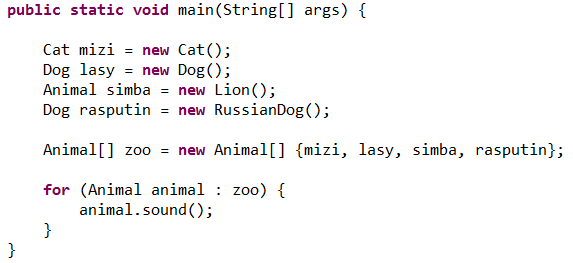 public static void main(String[] args) {
Cat mizi = new Cat();
Dog lasy = new Dog();
Animal simba = new Lion();
Dog rasputin = new RussianDog();
Animal[] zoo = new Animal[] {mizi, lasy, simba, rasputin};
for (Animal animal : zoo) {
animal.sound();
}
}